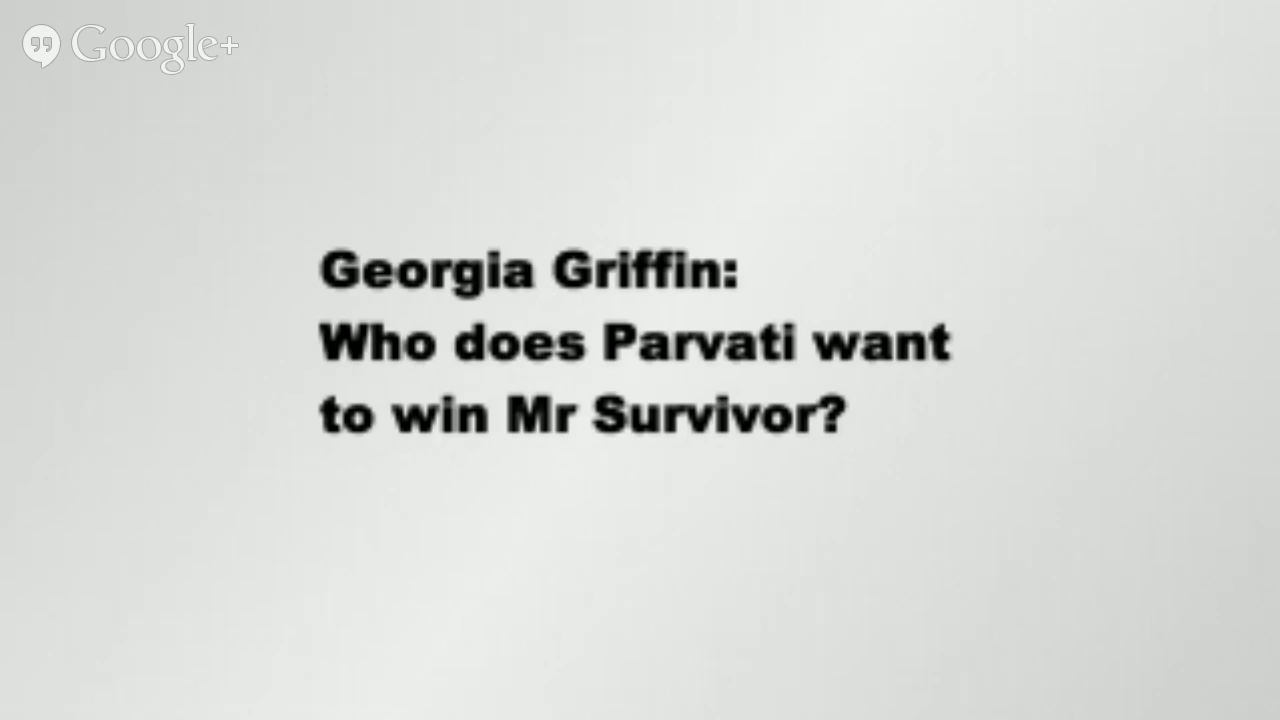 Google+
Georgia Griffin:
Who does Parvati want
to win Mr Survivor?